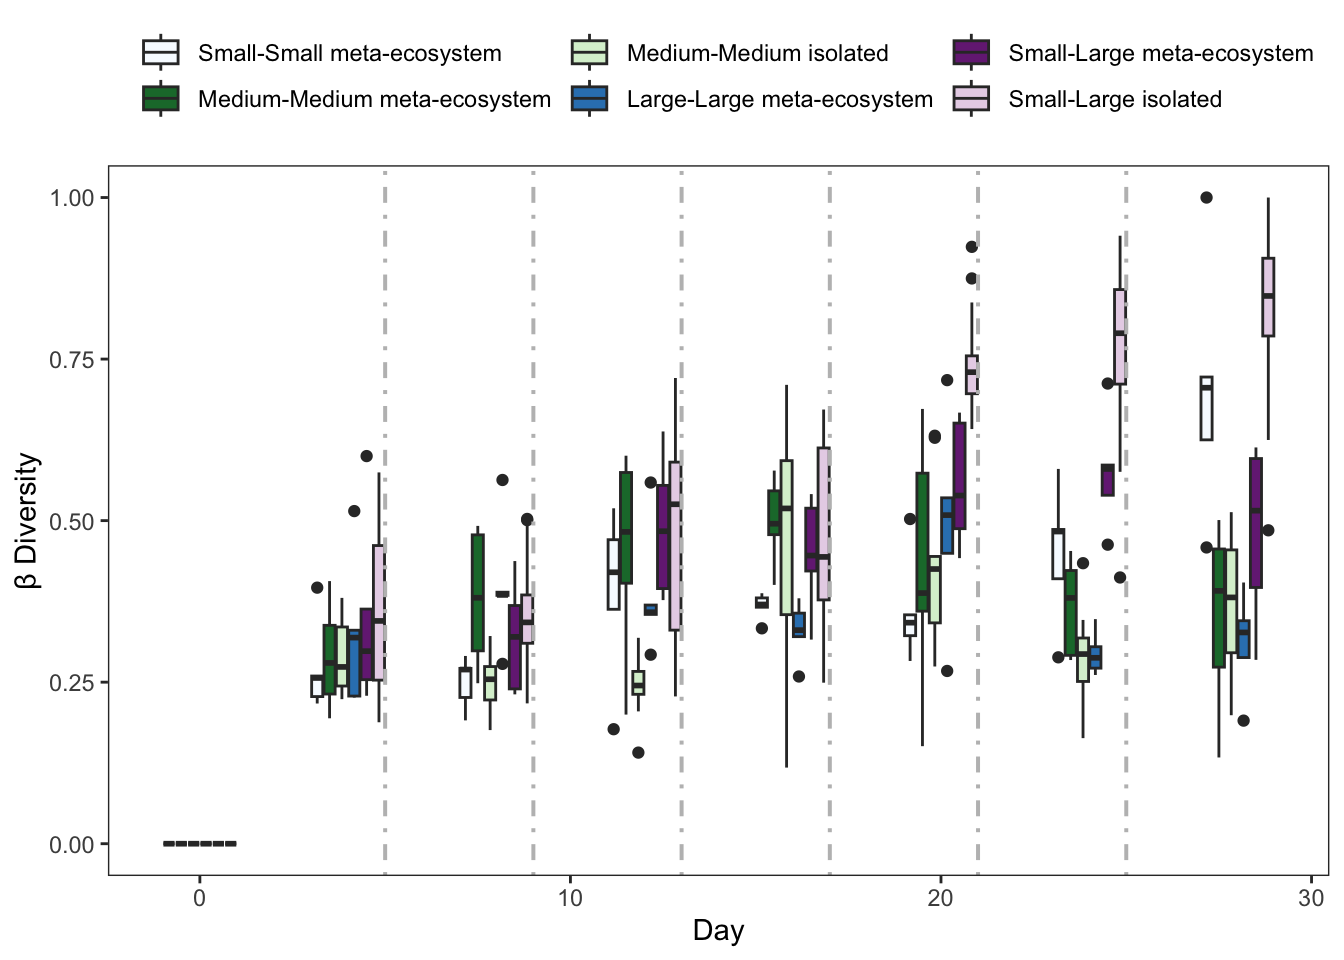 Small-Small meta-ecosystem Medium-Medium isolated Small-Large meta-ecosystem
Medium-Medium meta-ecosystem Large-Large meta-ecosystem Small-Large isolated
1.00
0.75
0.50
0.25
0.00
β Diversity
0 10 20 30
Day